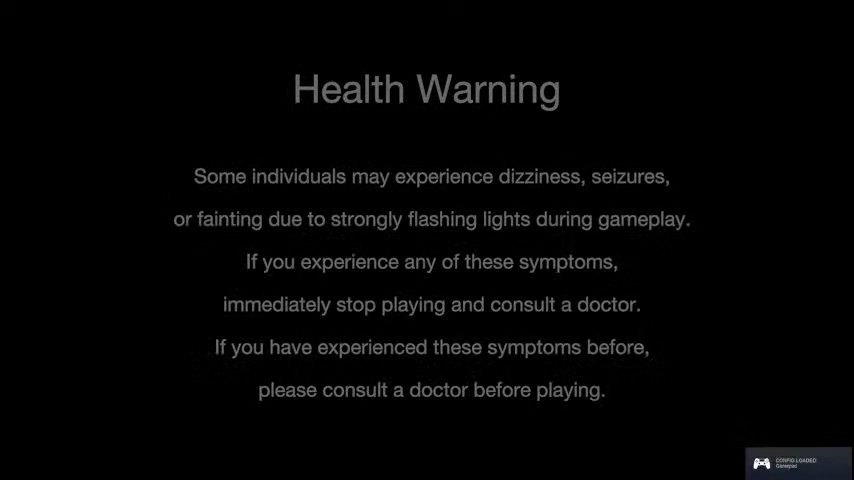 Health Warning
Some individuals may experience dizziness, seizures,
or fainting due to strongly flashing lights during gameplay.
If you experience any of these symptoms,
immediately stop playing and consult a doctor.
If you have experienced these symptoms before,
please consult a doctor before playing.
CONFIG LOADED
Gamepad